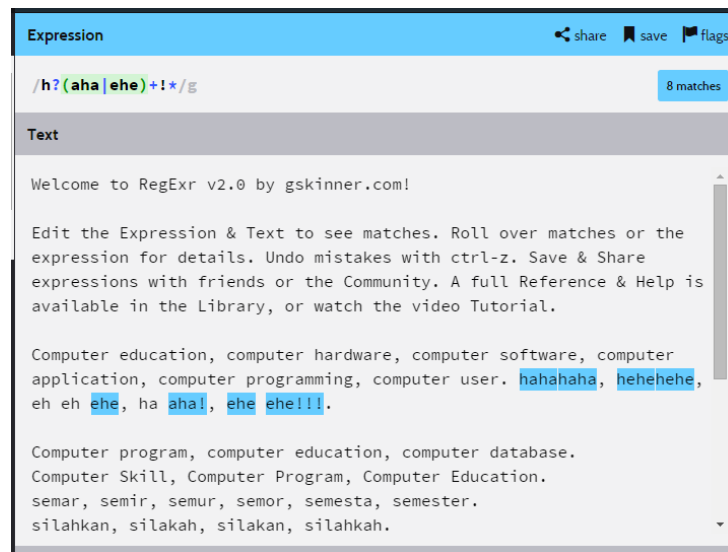 Expression share save flags
/h?(aha|ehe)+!*/g 8 matches
Text
Welcome to RegExr v2.0 by gskinner.com!
Edit the Expression & Text to see matches. Roll over matches or the
expression for details. Undo mistakes with ctrl-z. Save & Share
expressions with friends or the Community. A full Reference & Help is
available in the Library, or watch the video Tutorial.
Computer education, computer hardware, computer software, computer
application, computer programming, computer user. hahahaha, hehehehe,
eh eh ehe, ha aha!, ehe ehe!!!.
Computer program, computer education, computer database.
Computer Skill, Computer Program, Computer Education.
semar, semir, semur, semor, semesta, semester.
silahkan, silakah, silakan, silahkah.